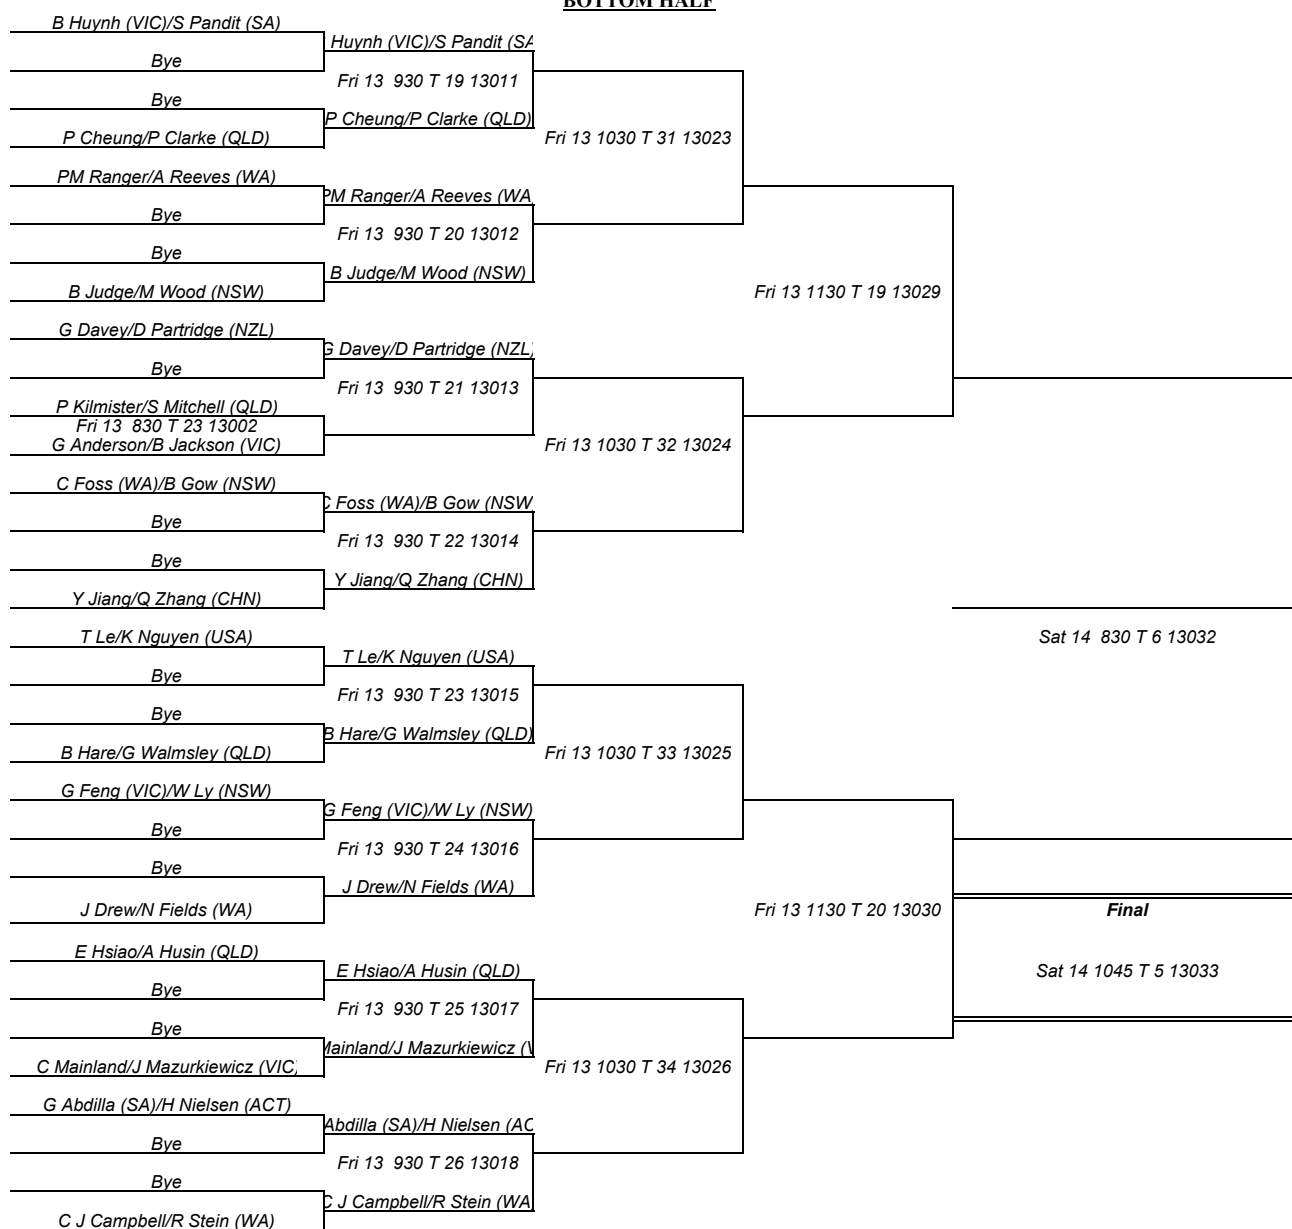 BOTTOM HALF
B Huynh (VIC)/S Pandit (SA)
Bye
Bye
P Cheung/P Clarke (QLD)
PM Ranger/A Reeves (WA)
Bye
Bye
B Judge/M Wood (NSW)
G Davey/D Partridge (NZL)
Bye
P Kilmister/S Mitchell (QLD)
Fri 13 830 T 23 13002
G Anderson/B Jackson (VIC)
C Foss (WA)/B Gow (NSW)
Bye
Bye
Y Jiang/Q Zhang (CHN)
T Le/K Nguyen (USA)
Bye
Bye
B Hare/G Walmsley (QLD)
G Feng (VIC)/W Ly (NSW)
Bye
Bye
J Drew/N Fields (WA)
E Hsiao/A Husin (QLD)
Bye
Bye
C Mainland/J Mazurkiewicz (VIC)
G Abdilla (SA)/H Nielsen (ACT)
Bye
Bye
C J Campbell/R Stein (WA)
Huynh (VIC)/S Pandit (SA
Fri 13 930 T 19 13011
P Cheung/P Clarke (QLD)
PM Ranger/A Reeves (WA
Fri 13 930 T 20 13012
B Judge/M Wood (NSW)
G Davey/D Partridge (NZL)
Fri 13 930 T 21 13013
C Foss (WA)/B Gow (NSW
Fri 13 930 T 22 13014
Y Jiang/Q Zhang (CHN)
T Le/K Nguyen (USA)
Fri 13 930 T 23 13015
B Hare/G Walmsley (QLD)
G Feng (VIC)/W Ly (NSW)
Fri 13 930 T 24 13016
J Drew/N Fields (WA)
E Hsiao/A Husin (QLD)
Fri 13 930 T 25 13017
Mainland/J Mazurkiewicz (V
Abdilla (SA)/H Nielsen (AC
Fri 13 930 T 26 13018
C J Campbell/R Stein (WA
Fri 13 1030 T 31 13023
Fri 13 1030 T 32 13024
Fri 13 1030 T 33 13025
Fri 13 1030 T 34 13026
Fri 13 1130 T 19 13029
Fri 13 1130 T 20 13030
Sat 14 830 T 6 13032
Final
Sat 14 1045 T 5 13033